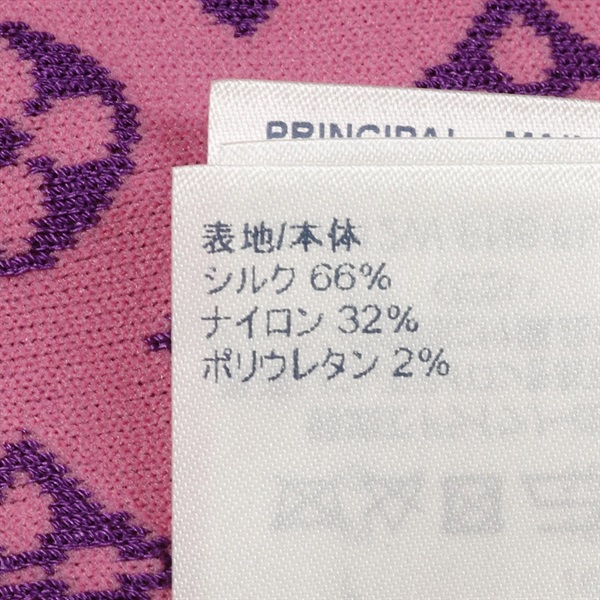 PRINCIPAL
表地/本体
シルク 66%
ナイロン 32%
ポリウレタン 2%